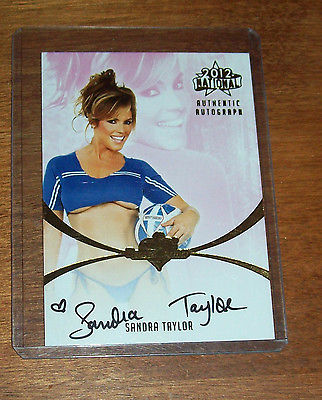 2012
NATIONAL
AUTHENTIC
AUTOGRAPH
Sandra Taylor
SANDRA TAYLOR